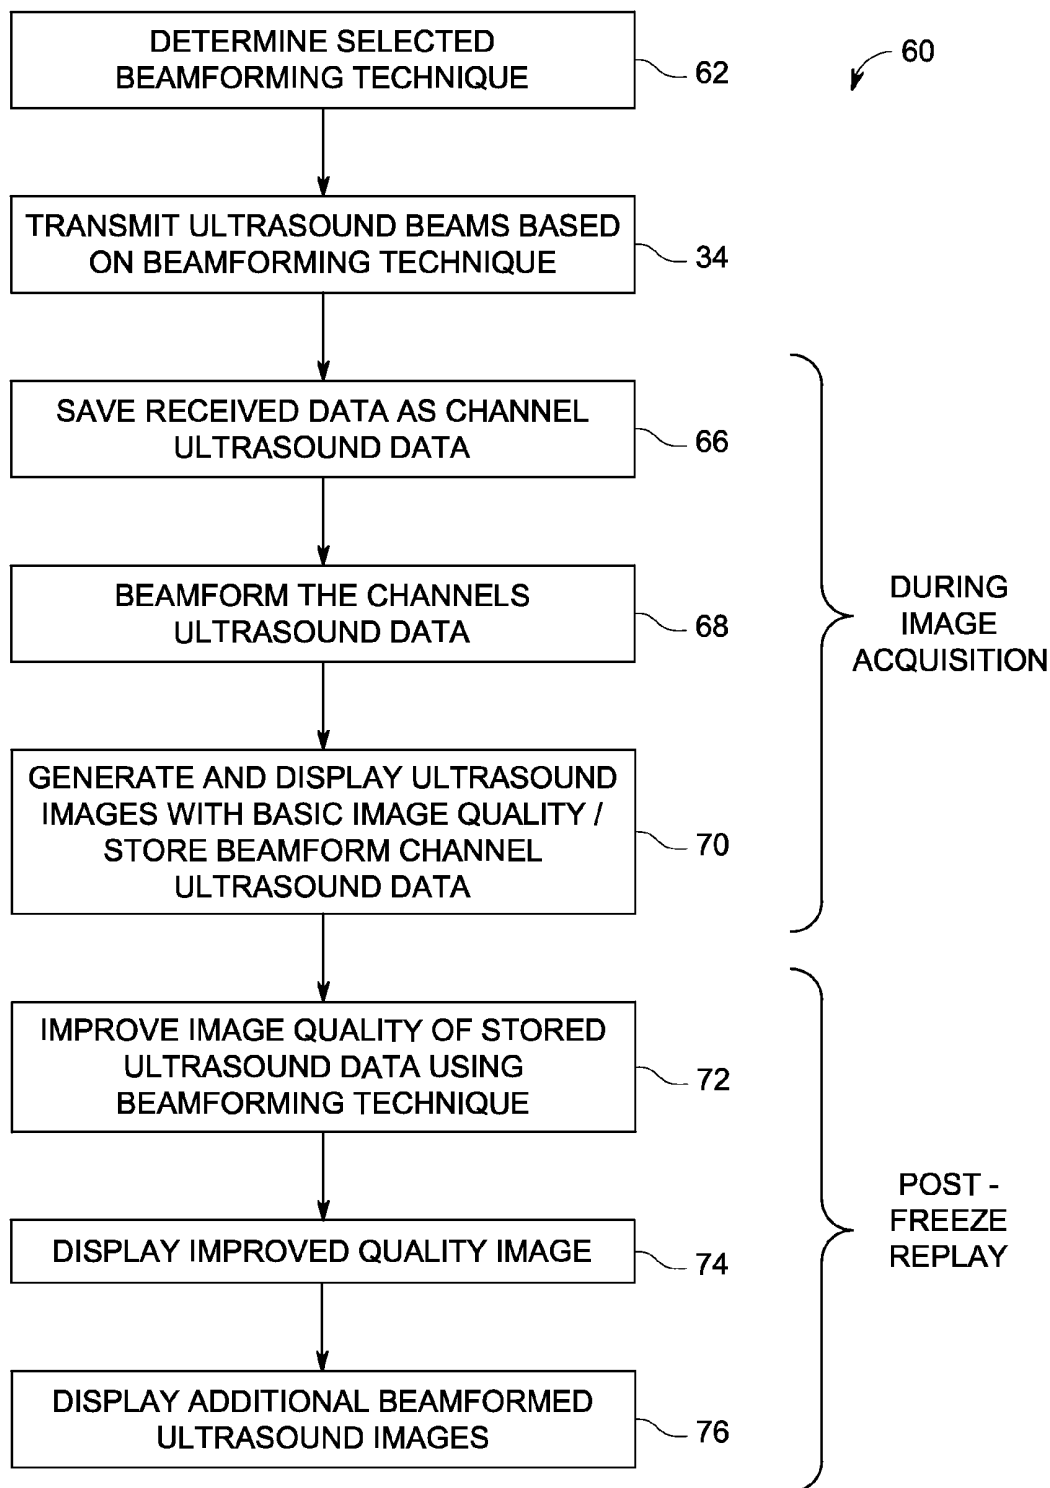 DETERMINE SELECTED
BEAMFORMING TECHNIQUE
62
60
TRANSMIT ULTRASOUND BEAMS BASED
ON BEAMFORMING TECHNIQUE
34
SAVE RECEIVED DATA AS CHANNEL
ULTRASOUND DATA
66
BEAMFORM THE CHANNELS
ULTRASOUND DATA
68
GENERATE AND DISPLAY ULTRASOUND
IMAGES WITH BASIC IMAGE QUALITY /
STORE BEAMFORM CHANNEL
ULTRASOUND DATA
70
DURING
IMAGE
ACQUISITION
IMPROVE IMAGE QUALITY OF STORED
ULTRASOUND DATA USING
BEAMFORMING TECHNIQUE
72
DISPLAY IMPROVED QUALITY IMAGE
74
DISPLAY ADDITIONAL BEAMFORMED
ULTRASOUND IMAGES
76
POST -
FREEZE
REPLAY